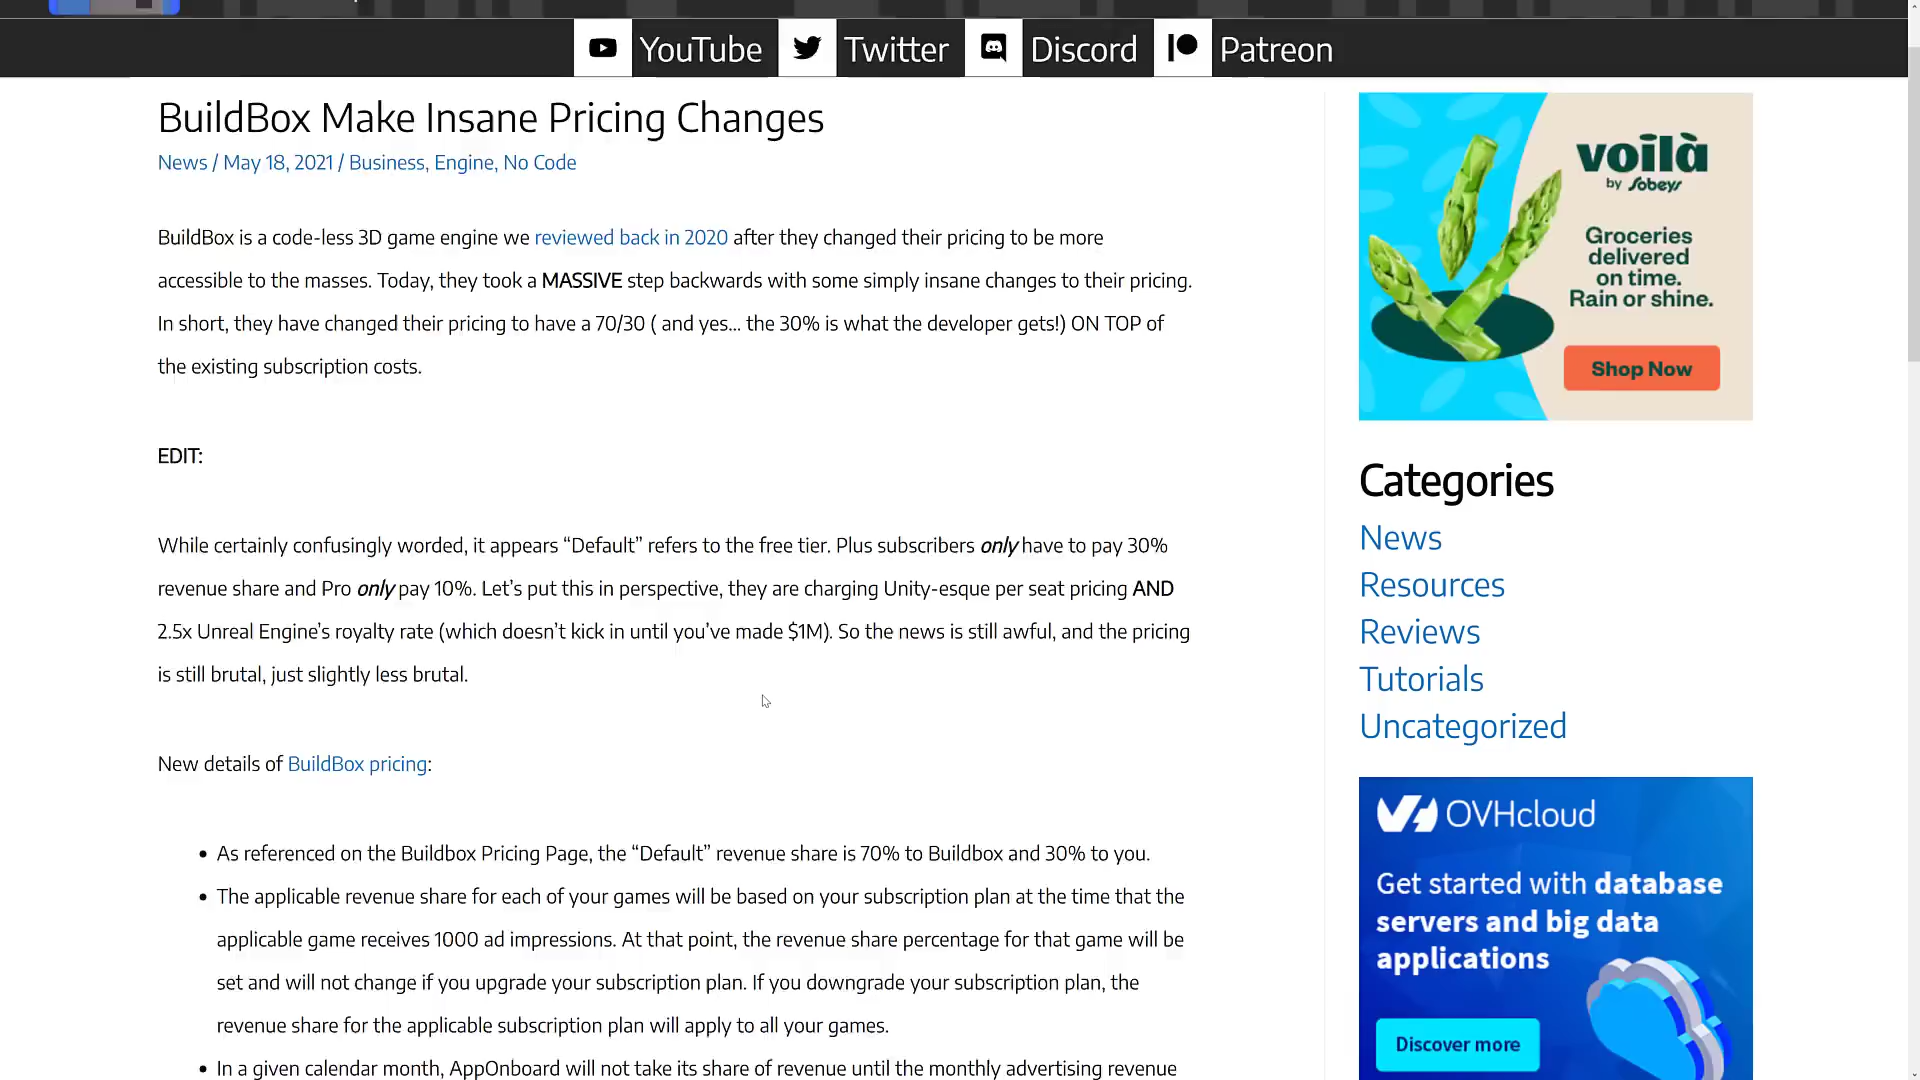 YouTube Twitter Discord Patreon
BuildBox Make Insane Pricing Changes
News / May 18, 2021 / Business, Engine, No Code
BuildBox is a code-less 3D game engine we reviewed back in 2020 after they changed their pricing to be more
accessible to the masses. Today, they took a MASSIVE step backwards with some simply insane changes to their pricing.
In short, they have changed their pricing to have a 70/30 ( and yes… the 30% is what the developer gets!) ON TOP of
the existing subscription costs.
EDIT:
While certainly confusingly worded, it appears “Default” refers to the free tier. Plus subscribers only have to pay 30%
revenue share and Pro only pay 10%. Let’s put this in perspective, they are charging Unity-esque per seat pricing AND
2.5x Unreal Engine’s royalty rate (which doesn’t kick in until you’ve made $1M). So the news is still awful, and the pricing
is still brutal, just slightly less brutal.
New details of BuildBox pricing:
• As referenced on the Buildbox Pricing Page, the “Default” revenue share is 70% to Buildbox and 30% to you.
• The applicable revenue share for each of your games will be based on your subscription plan at the time that the
applicable game receives 1000 ad impressions. At that point, the revenue share percentage for that game will be
set and will not change if you upgrade your subscription plan. If you downgrade your subscription plan, the
revenue share for the applicable subscription plan will apply to all your games.
• In a given calendar month, AppOnboard will not take its share of revenue until the monthly advertising revenue
voilà
by Sobeys
Groceries
delivered
on time.
Rain or shine.
Shop Now
Categories
News
Resources
Reviews
Tutorials
Uncategorized
OVHcloud
Get started with database
servers and big data
applications
Discover more